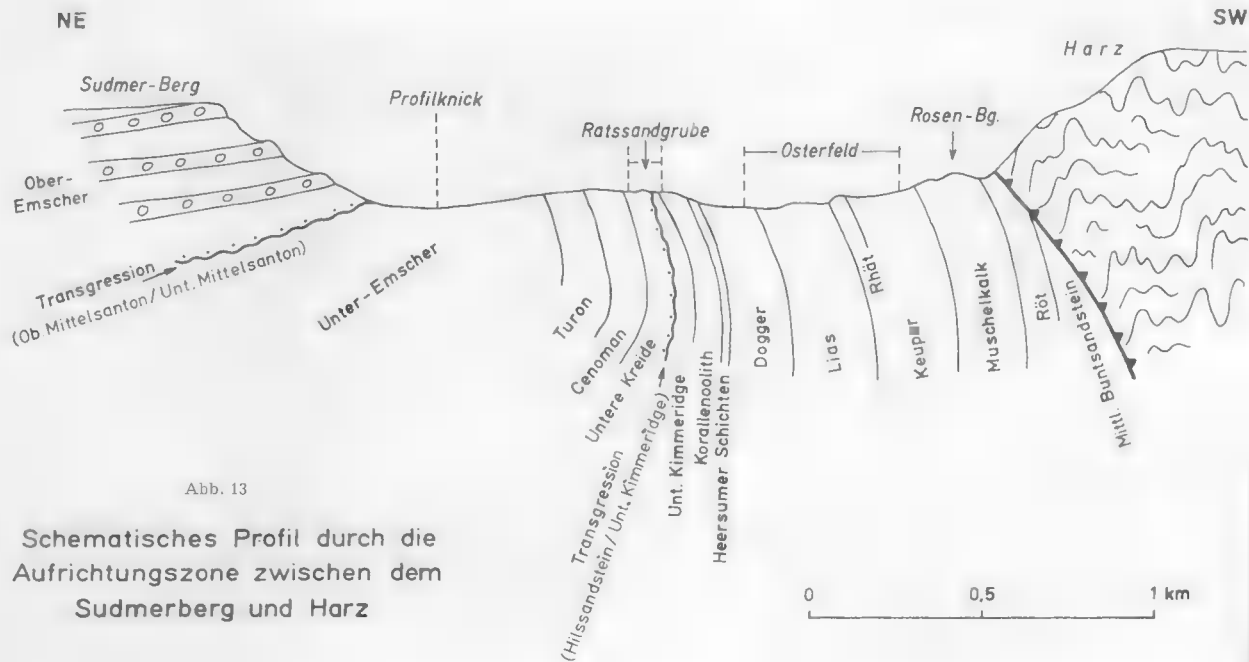 NE
SW
Harz
Sudmer-Berg
Profilknick
Ratssandgrube
Osterfeld
Rosen-Bg.
Ober-
Emscher
Transgression
(Ob. Mittelsanton / Unt. Mittelsanton)
Unter-Emscher
Turon
Cenoman
Untere Kreide
Transgression
(Hilssandstein / Unt. Kimmeridge)
Unt. Kimmeridge
Korallenoolith
Heersumer Schichten
Dogger
Lias
Rhät
Muschelkalk
Röt
Mittl. Buntsandstein
Abb. 13
Schematisches Profil durch die
Aufrichtungszone zwischen dem
Sudmerberg und Harz
0
0,5
1 km